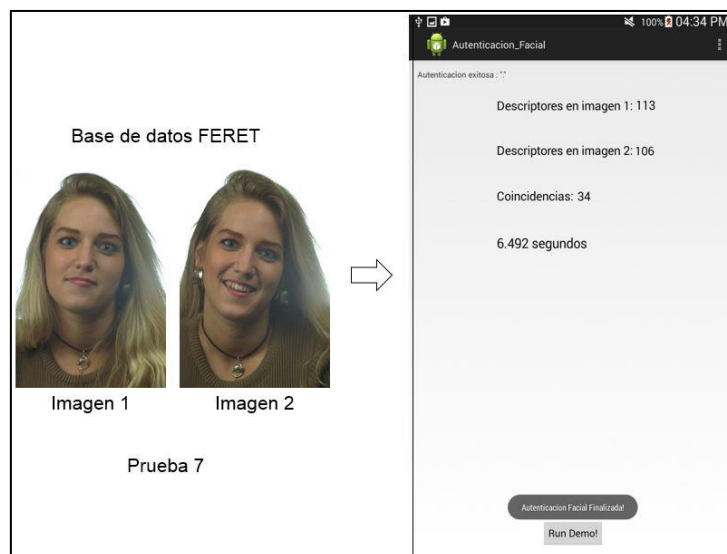 Base de datos FERET
Imagen 1
Imagen 2
Prueba 7
100% 04:34 PM
Autenticacion_Facial
Autenticacion exitosa : "."
Descriptores en imagen 1: 113
Descriptores en imagen 2: 106
Coincidencias: 34
6.492 segundos
Autenticacion Facial Finalizada!
Run Demo!